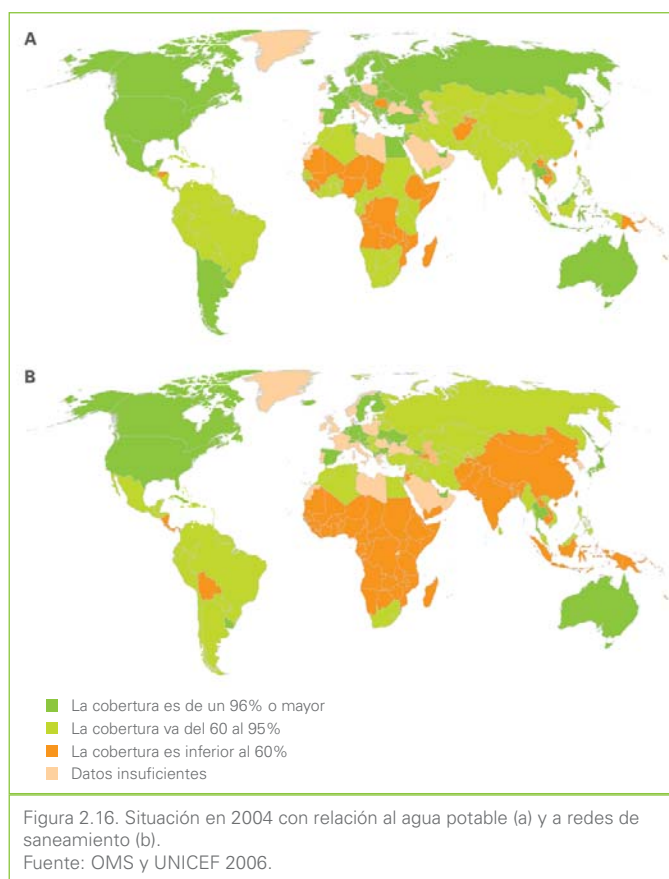 A
B
La cobertura es de un 96% o mayor
La cobertura va del 60 al 95%
La cobertura es inferior al 60%
Datos insuficientes
Figura 2.16. Situación en 2004 con relación al agua potable (a) y a redes de
saneamiento (b).
Fuente: OMS y UNICEF 2006.